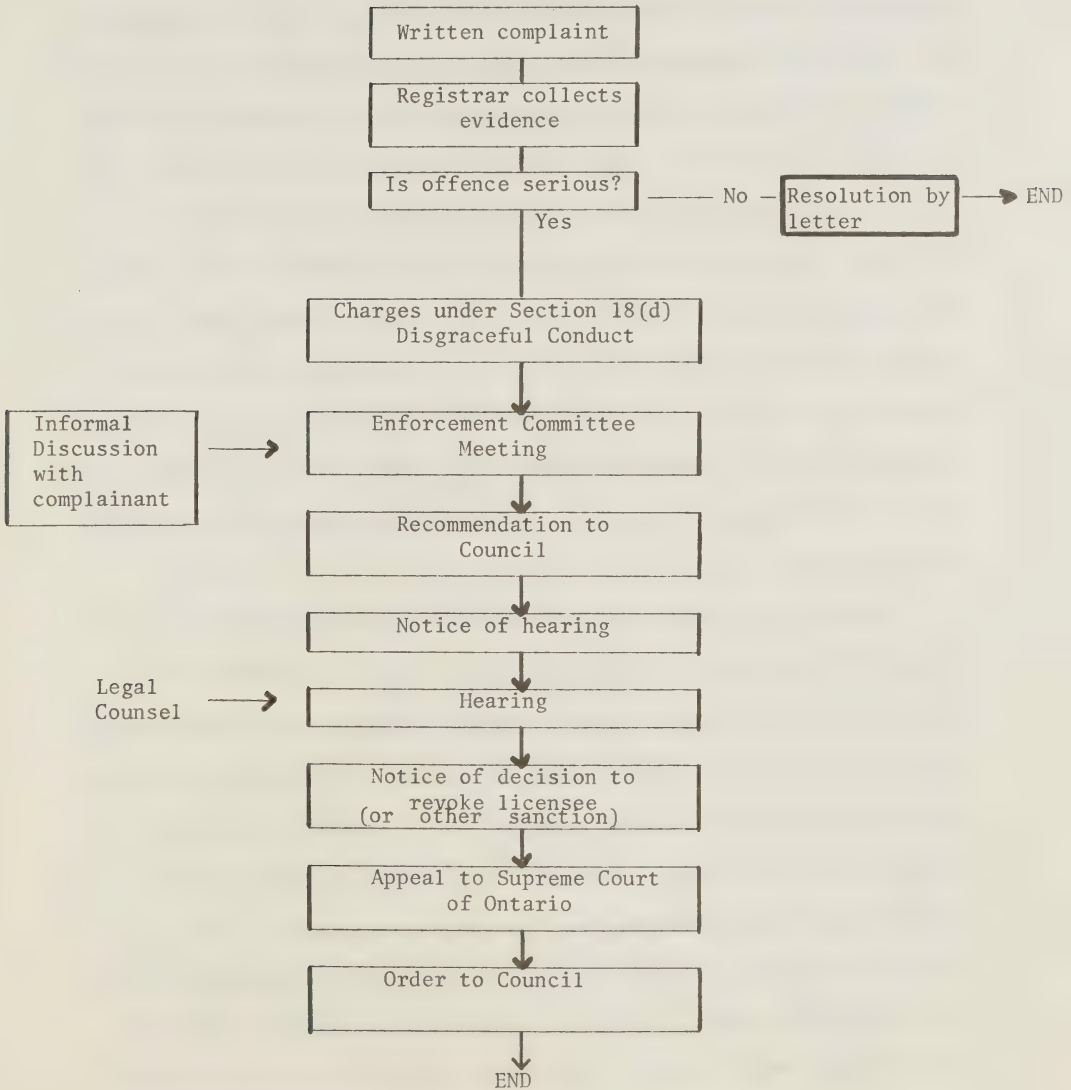 Written complaint
Registrar collects
evidence
Is offence serious?
No
Resolution by
letter
END
Yes
Charges under Section 18(d)
Disgraceful Conduct
Informal
Discussion
with
complainant
Enforcement Committee
Meeting
Recommendation to
Council
Notice of hearing
Legal
Counsel
Hearing
Notice of decision to
revoke licensee
(or other sanction)
Appeal to Supreme Court
of Ontario
Order to Council
END